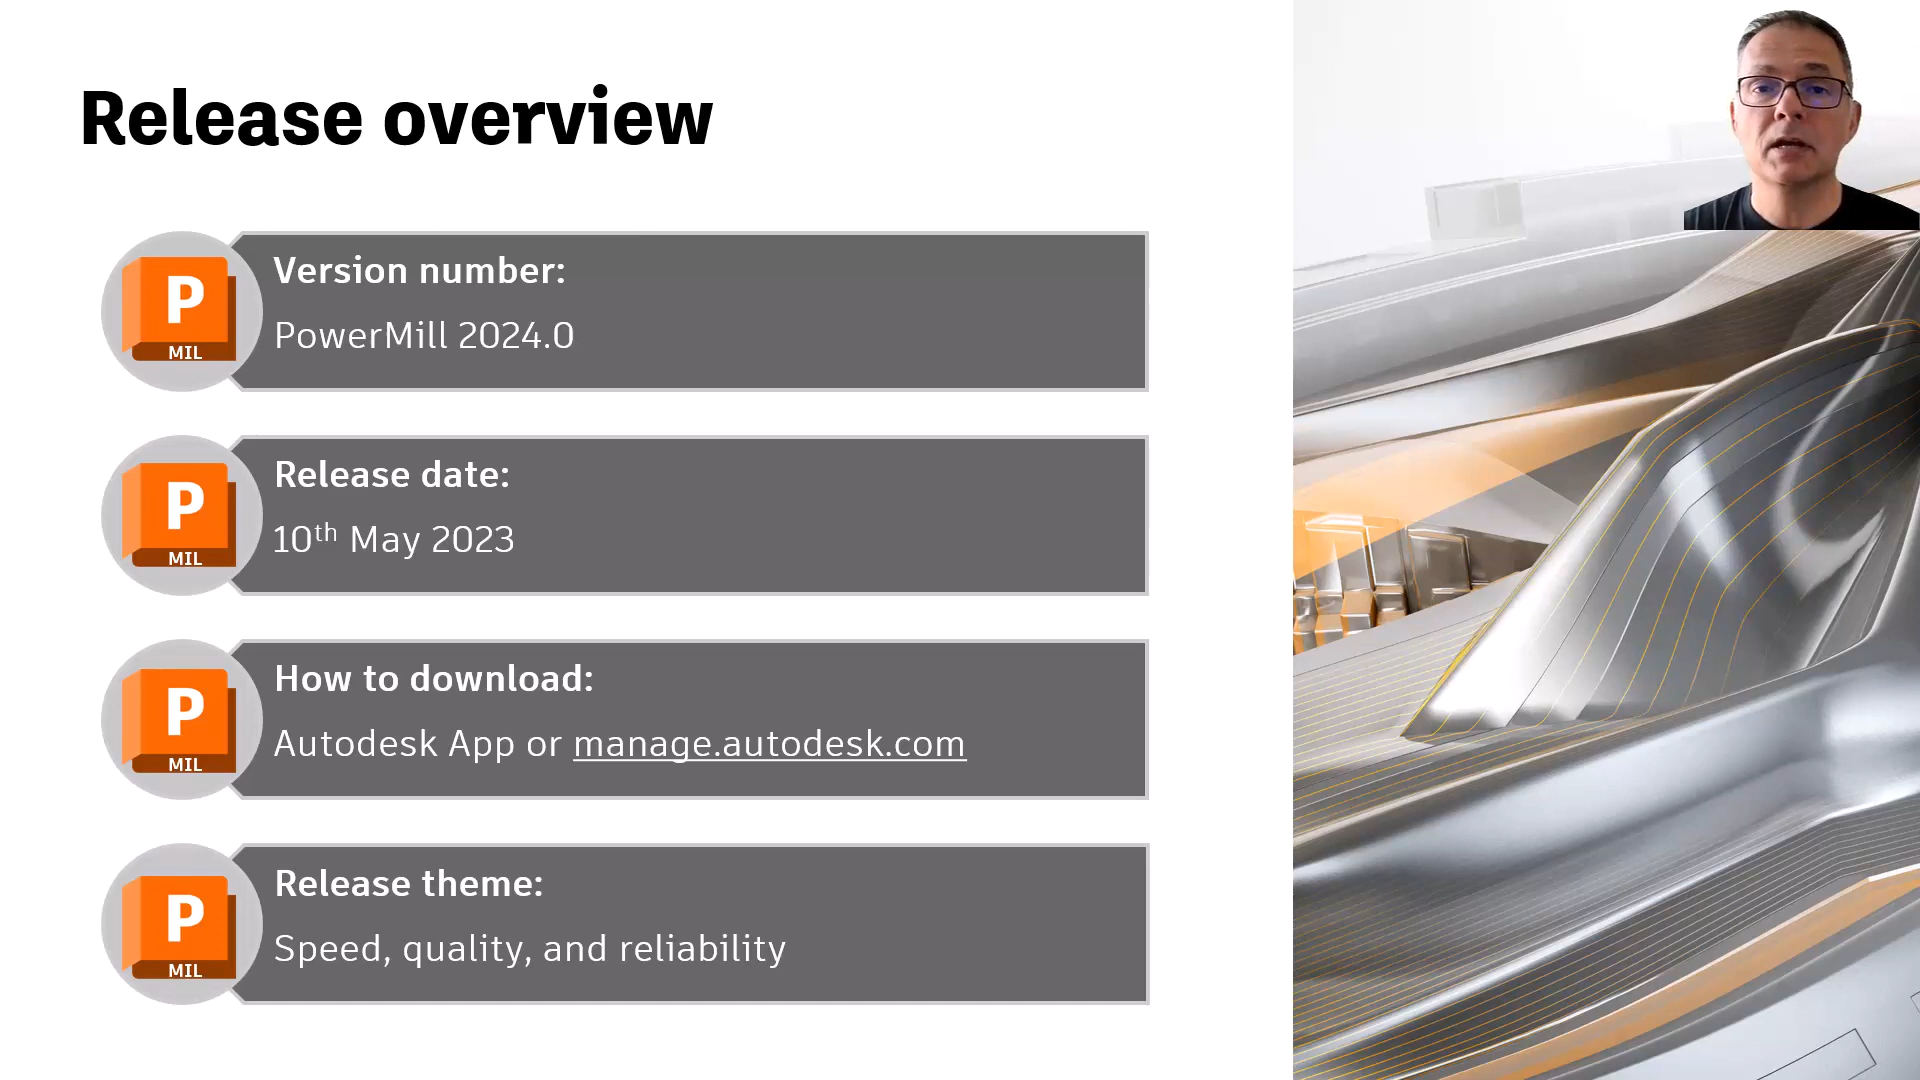 Release overview
P
MIL
Version number:
PowerMill 2024.0
P
MIL
Release date:
10th May 2023
P
MIL
How to download:
Autodesk App or manage.autodesk.com
P
MIL
Release theme:
Speed, quality, and reliability